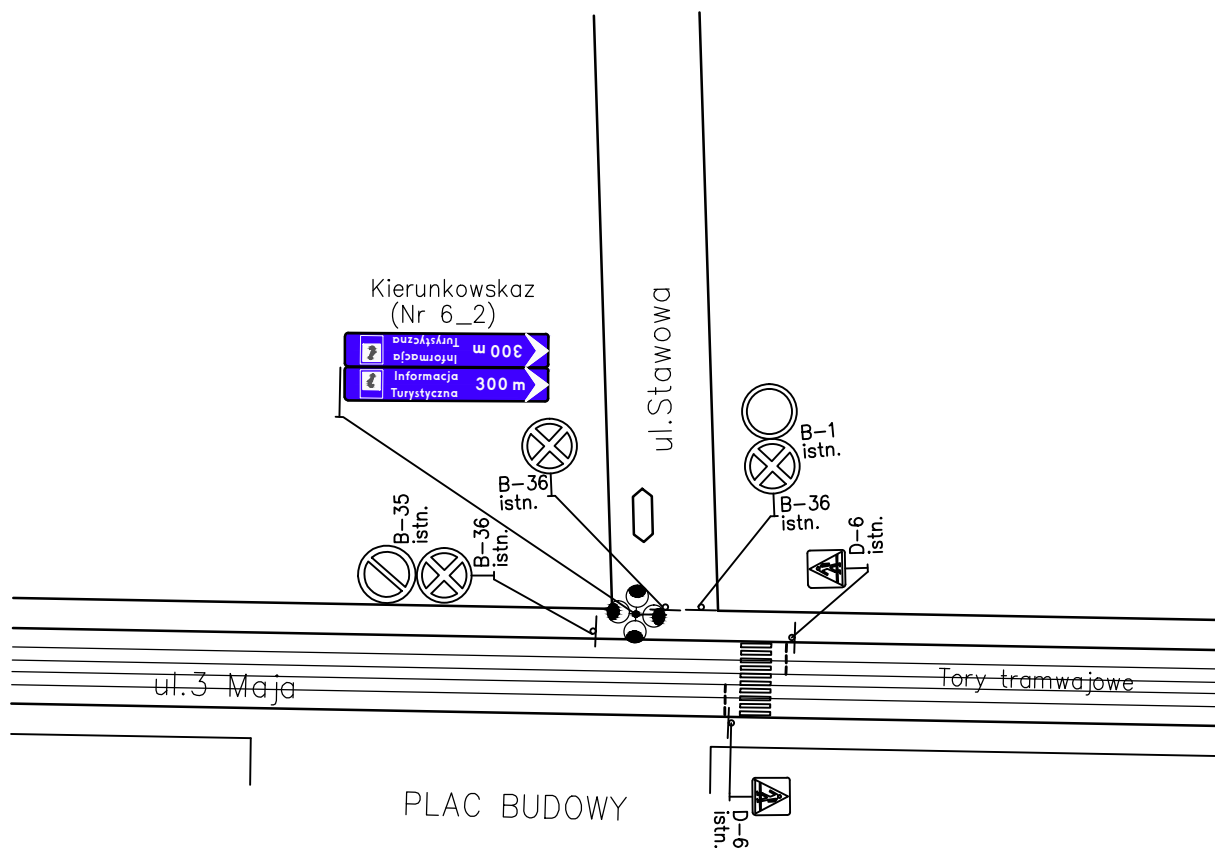 Kierunkowskaz
(Nr 6_2)
Informacja
Turystyczna
300 m
Informacja
Turystyczna
300 m
ul.Stawowa
B-1
istn.
B-36
istn.
B-36
istn.
B-35
istn.
B-36
istn.
D-6
istn.
ul.3 Maja
Tory tramwajowe
PLAC BUDOWY
D-6
istn.